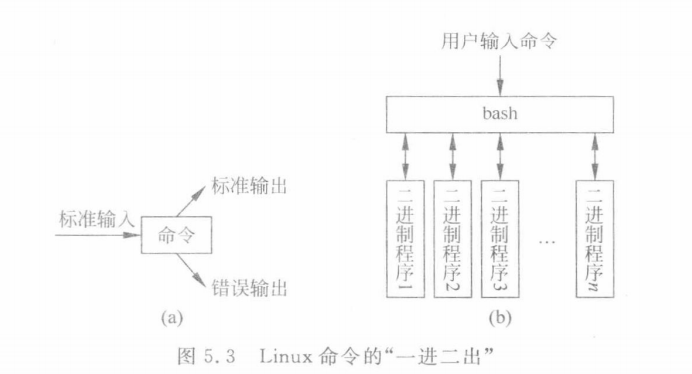 用户输入命令
bash
标准输出
标准输入
命令
错误输出
二进制程序1
二进制程序2
二进制程序3
…
二进制程序n
(a)
(b)
图 5.3 Linux 命令的“一进二出”